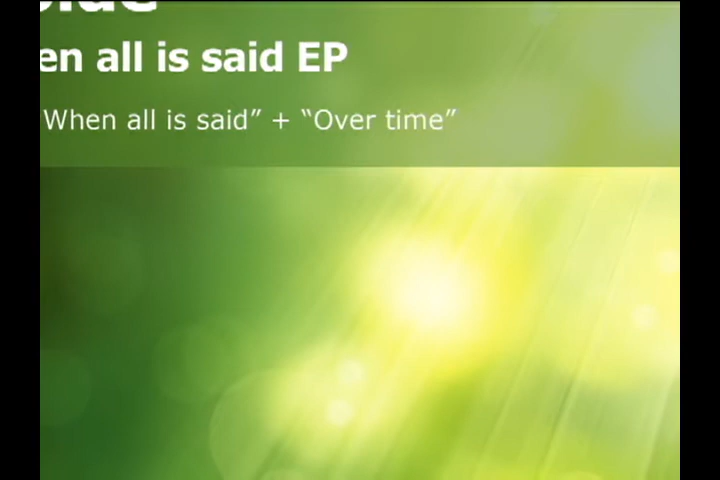 en all is said EP
When all is said” + “Over time”